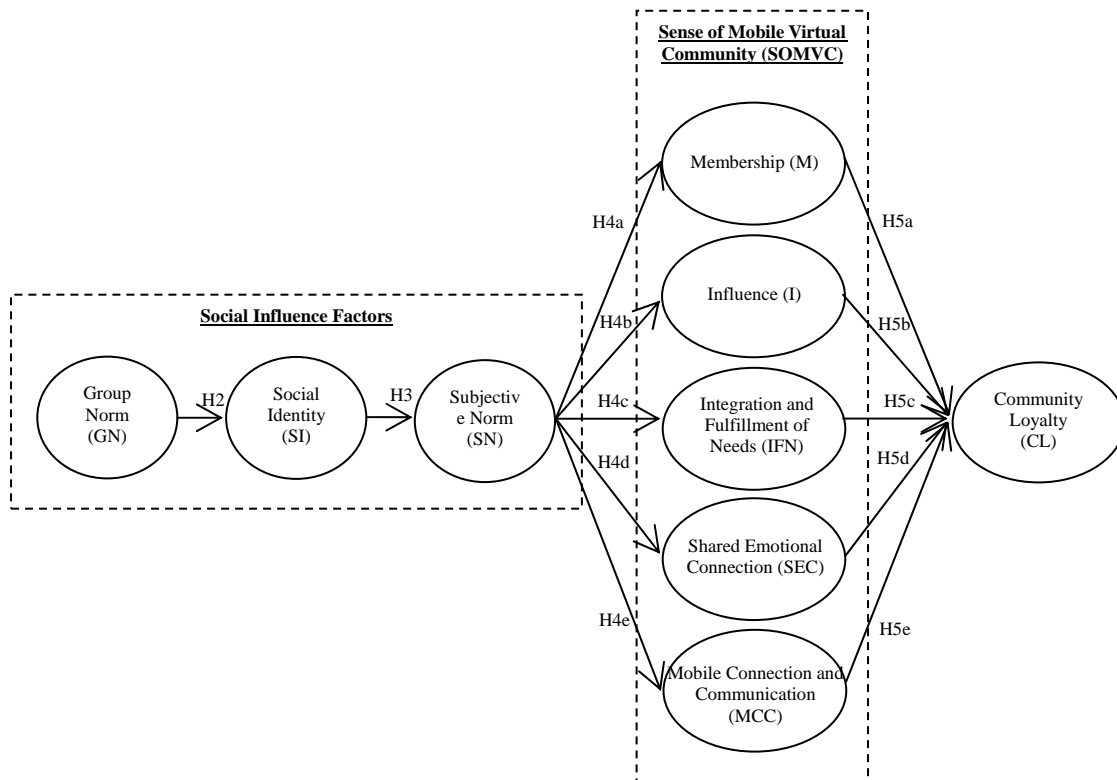 Sense of Mobile Virtual
Community (SOMVC)
Membership (M)
H4a
H5a
Influence (I)
H4b
H5b
Social Influence Factors
Group
Norm
(GN)
H2
Social
Identity
(SI)
H3
Subjectiv
e Norm
(SN)
H4c
Integration and
Fulfillment of
Needs (IFN)
H5c
Community
Loyalty
(CL)
H4d
H5d
Shared Emotional
Connection (SEC)
H4e
H5e
Mobile Connection and
Communication
(MCC)